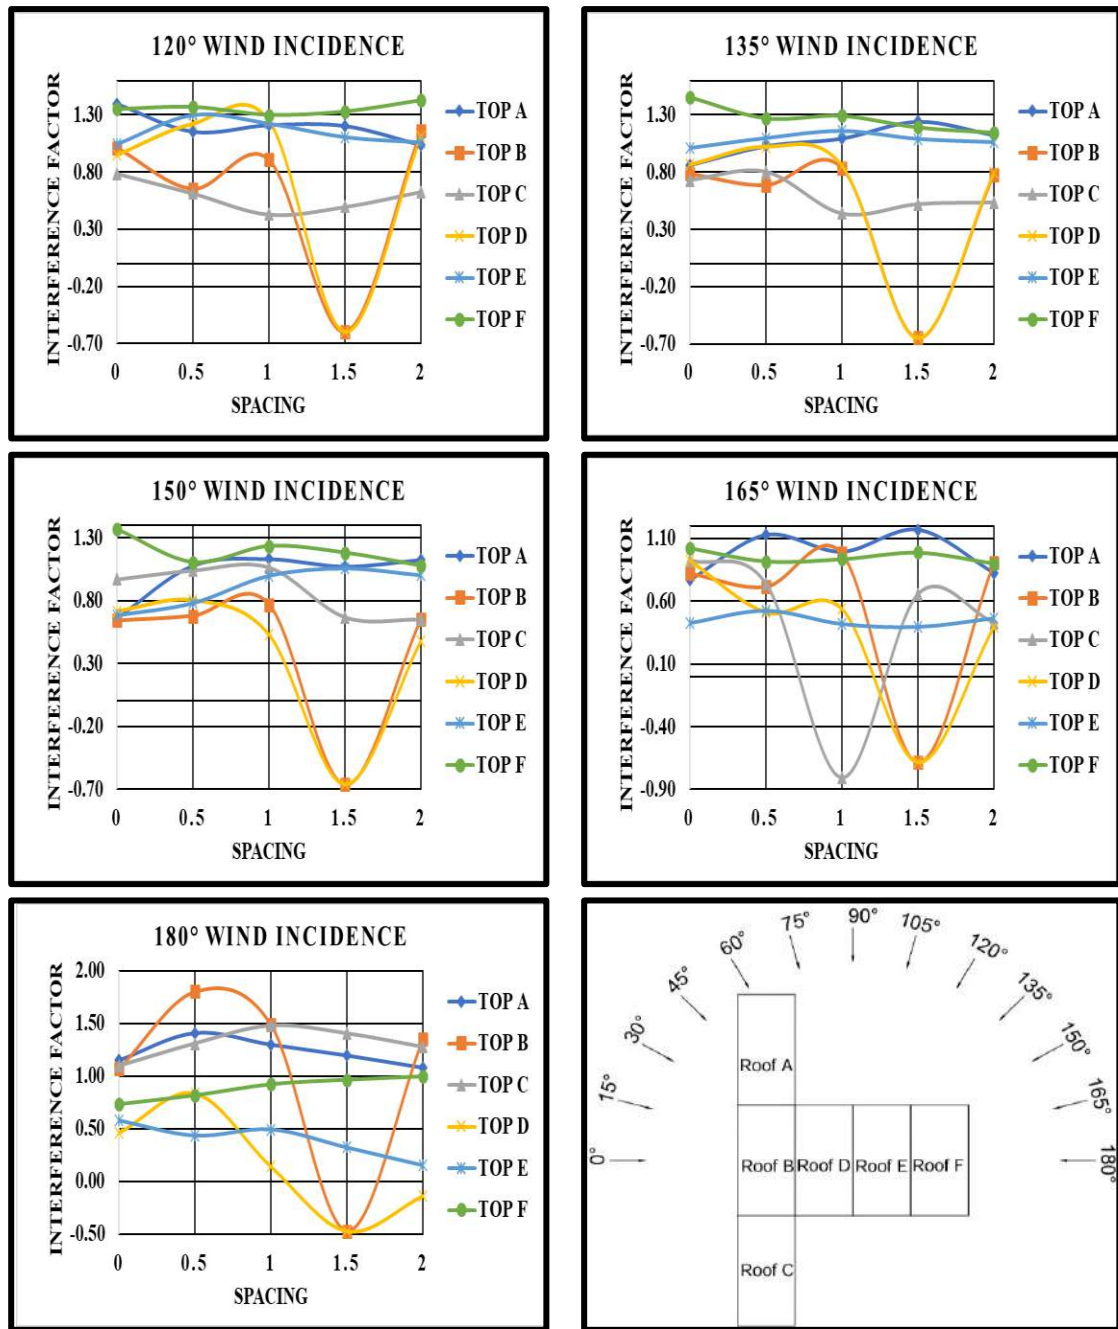 120° WIND INCIDENCE
INTERFERENCE FACTOR
1.30
0.80
0.30
-0.20
-0.70
0 0.5 1 1.5 2
SPACING
TOP A
TOP B
TOP C
TOP D
TOP E
TOP F
135° WIND INCIDENCE
INTERFERENCE FACTOR
1.30
0.80
0.30
-0.20
-0.70
0 0.5 1 1.5 2
SPACING
TOP A
TOP B
TOP C
TOP D
TOP E
TOP F
150° WIND INCIDENCE
INTERFERENCE FACTOR
1.30
0.80
0.30
-0.20
-0.70
0 0.5 1 1.5 2
SPACING
TOP A
TOP B
TOP C
TOP D
TOP E
TOP F
165° WIND INCIDENCE
INTERFERENCE FACTOR
1.10
0.60
0.10
-0.40
-0.90
0 0.5 1 1.5 2
SPACING
TOP A
TOP B
TOP C
TOP D
TOP E
TOP F
180° WIND INCIDENCE
INTERFERENCE FACTOR
2.00
1.50
1.00
0.50
0.00
-0.50
0 0.5 1 1.5 2
SPACING
TOP A
TOP B
TOP C
TOP D
TOP E
TOP F
0°
15°
30°
45°
60°
75°
90°
105°
120°
135°
150°
165°
180°
Roof A
Roof B Roof D Roof E Roof F
Roof C